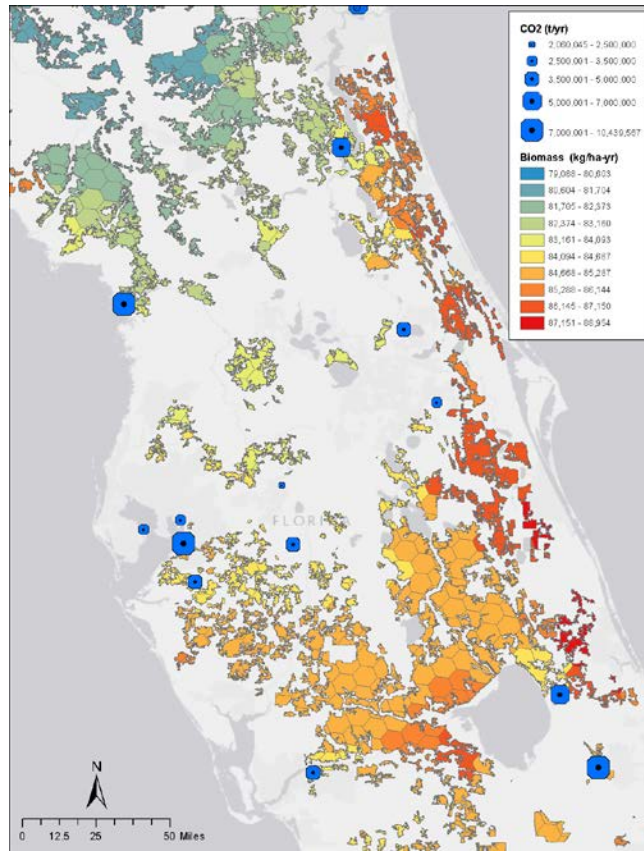 CO2 (t/yr)
2,000,045 - 2,500,000
2,500,001 - 3,500,000
3,500,001 - 5,000,000
5,000,001 - 7,000,000
7,000,001 - 10,439,567
Biomass (kg/ha-yr)
80,604 - 81,704
81,705 - 82,373
82,374 - 83,160
83,161 - 84,093
84,094 - 84,667
84,668 - 85,287
85,288 - 86,144
86,145 - 87,150
87,151 - 88,954
FLORIDA
N
0 12.5 25 50 Miles